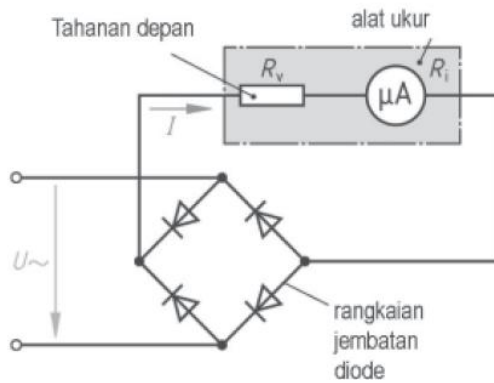 Tahanan depan
alat ukur
Rv
Ri
µA
I
U~
rangkaian
jembatan
diode